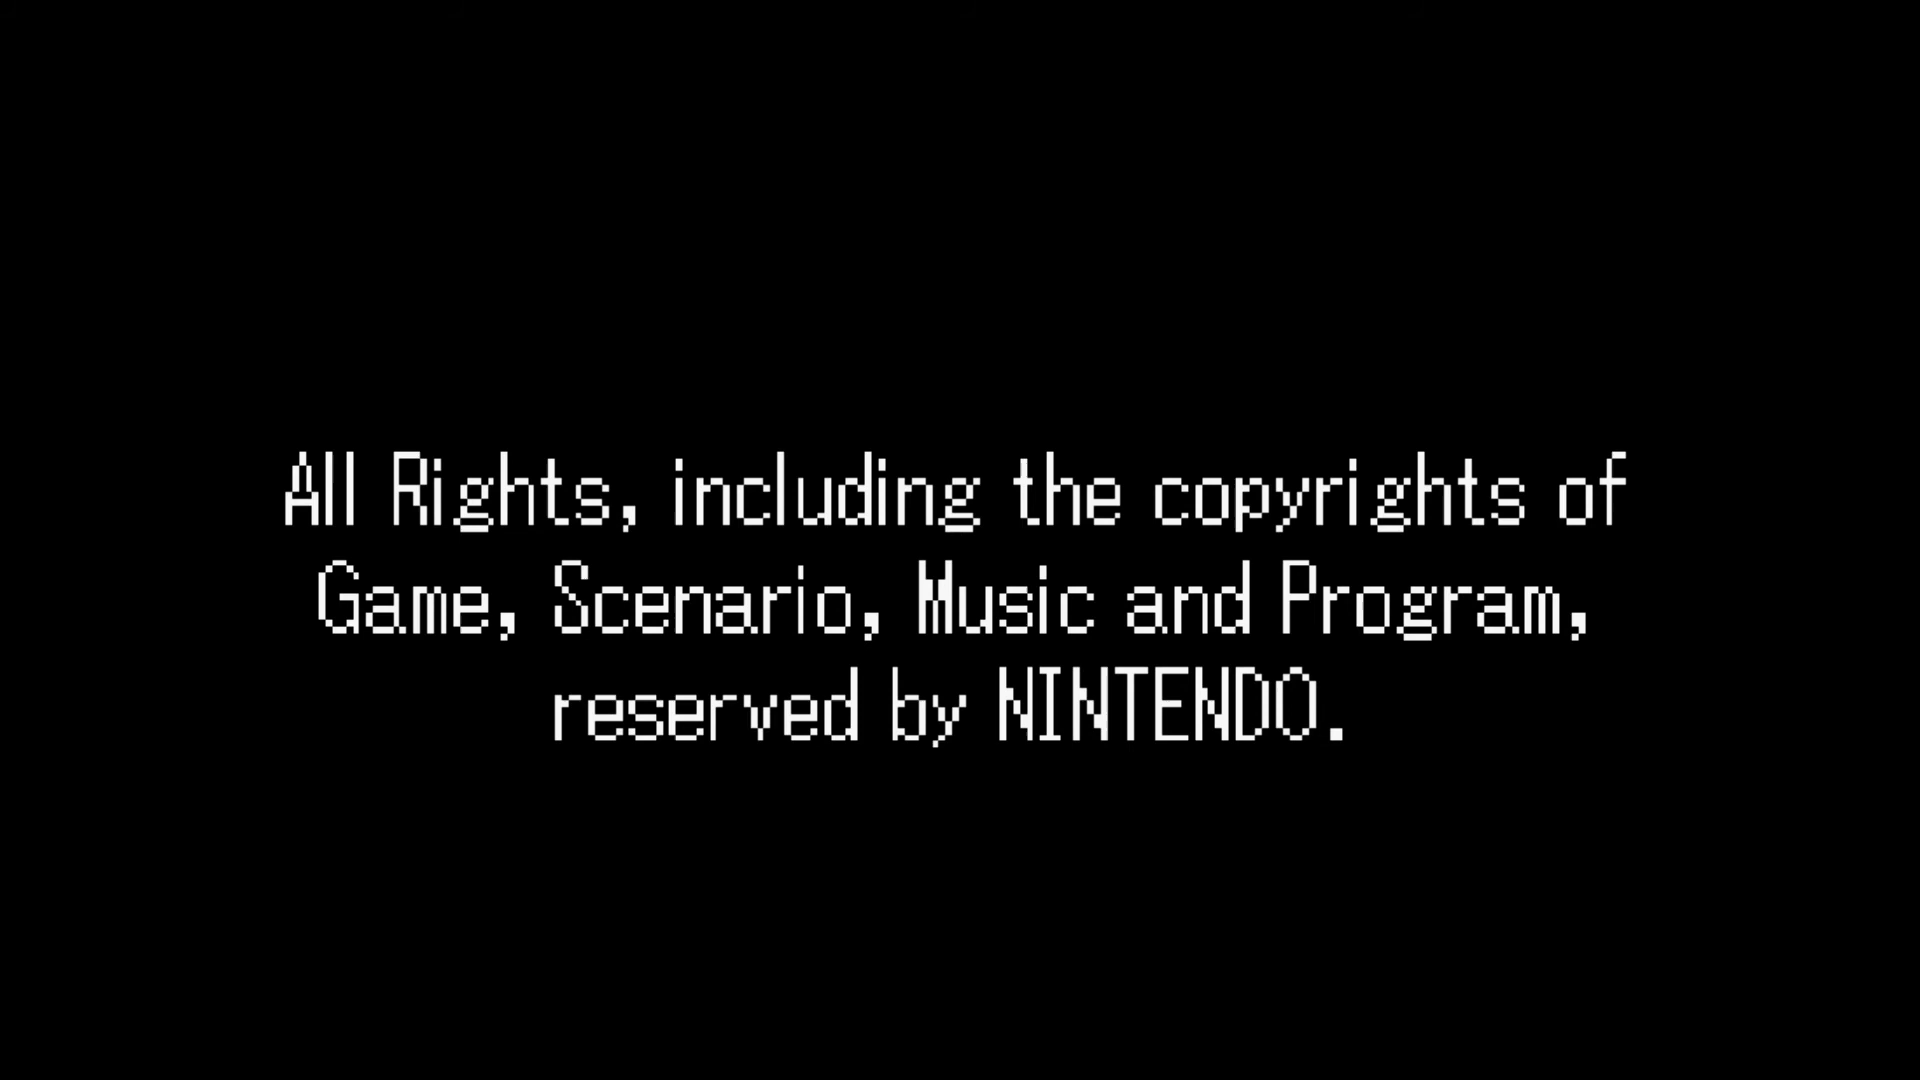 All Rights, including the copyrights of
Game, Scenario, Music and Program,
reserved by NINTENDO.